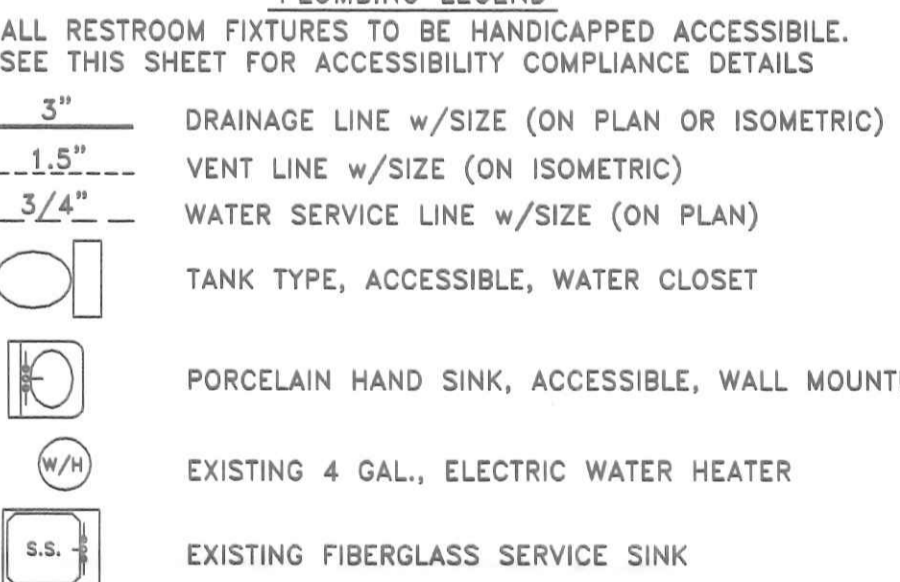 PLUMBING LEGEND
ALL RESTROOM FIXTURES TO BE HANDICAPPED ACCESSIBILE.
SEE THIS SHEET FOR ACCESSIBILITY COMPLIANCE DETAILS
3" DRAINAGE LINE w/SIZE (ON PLAN OR ISOMETRIC)
1.5" VENT LINE w/SIZE (ON ISOMETRIC)
3/4" WATER SERVICE LINE w/SIZE (ON PLAN)
TANK TYPE, ACCESSIBLE, WATER CLOSET
PORCELAIN HAND SINK, ACCESSIBLE, WALL
W/H EXISTING 4 GAL., ELECTRIC WATER HEATER
S.S. EXISTING FIBERGLASS SERVICE SINK